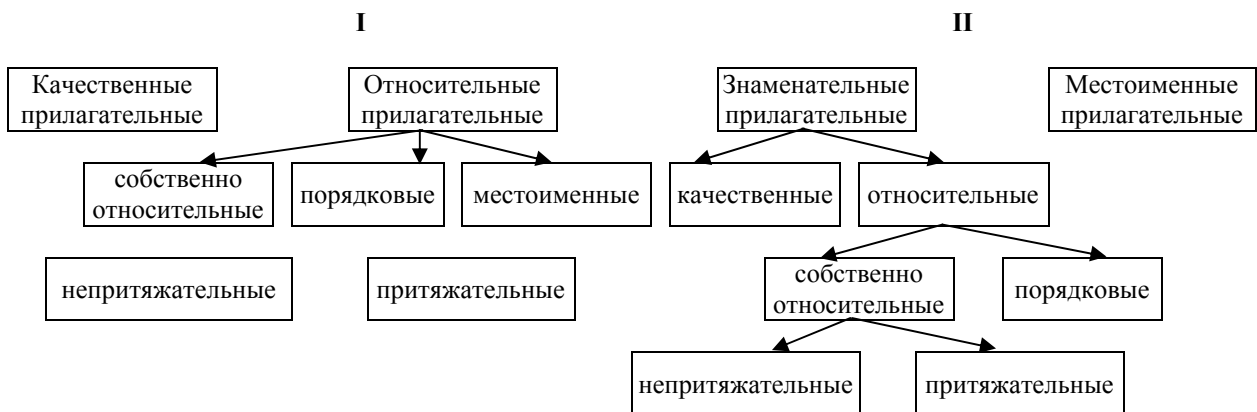 I
II
Качественные
прилагательные
Относительные
прилагательные
Знаменательные
прилагательные
Местоименные
прилагательные
собственно
относительные
порядковые
местоименные
качественные
относительные
непритяжательные
притяжательные
собственно
относительные
порядковые
непритяжательные
притяжательные